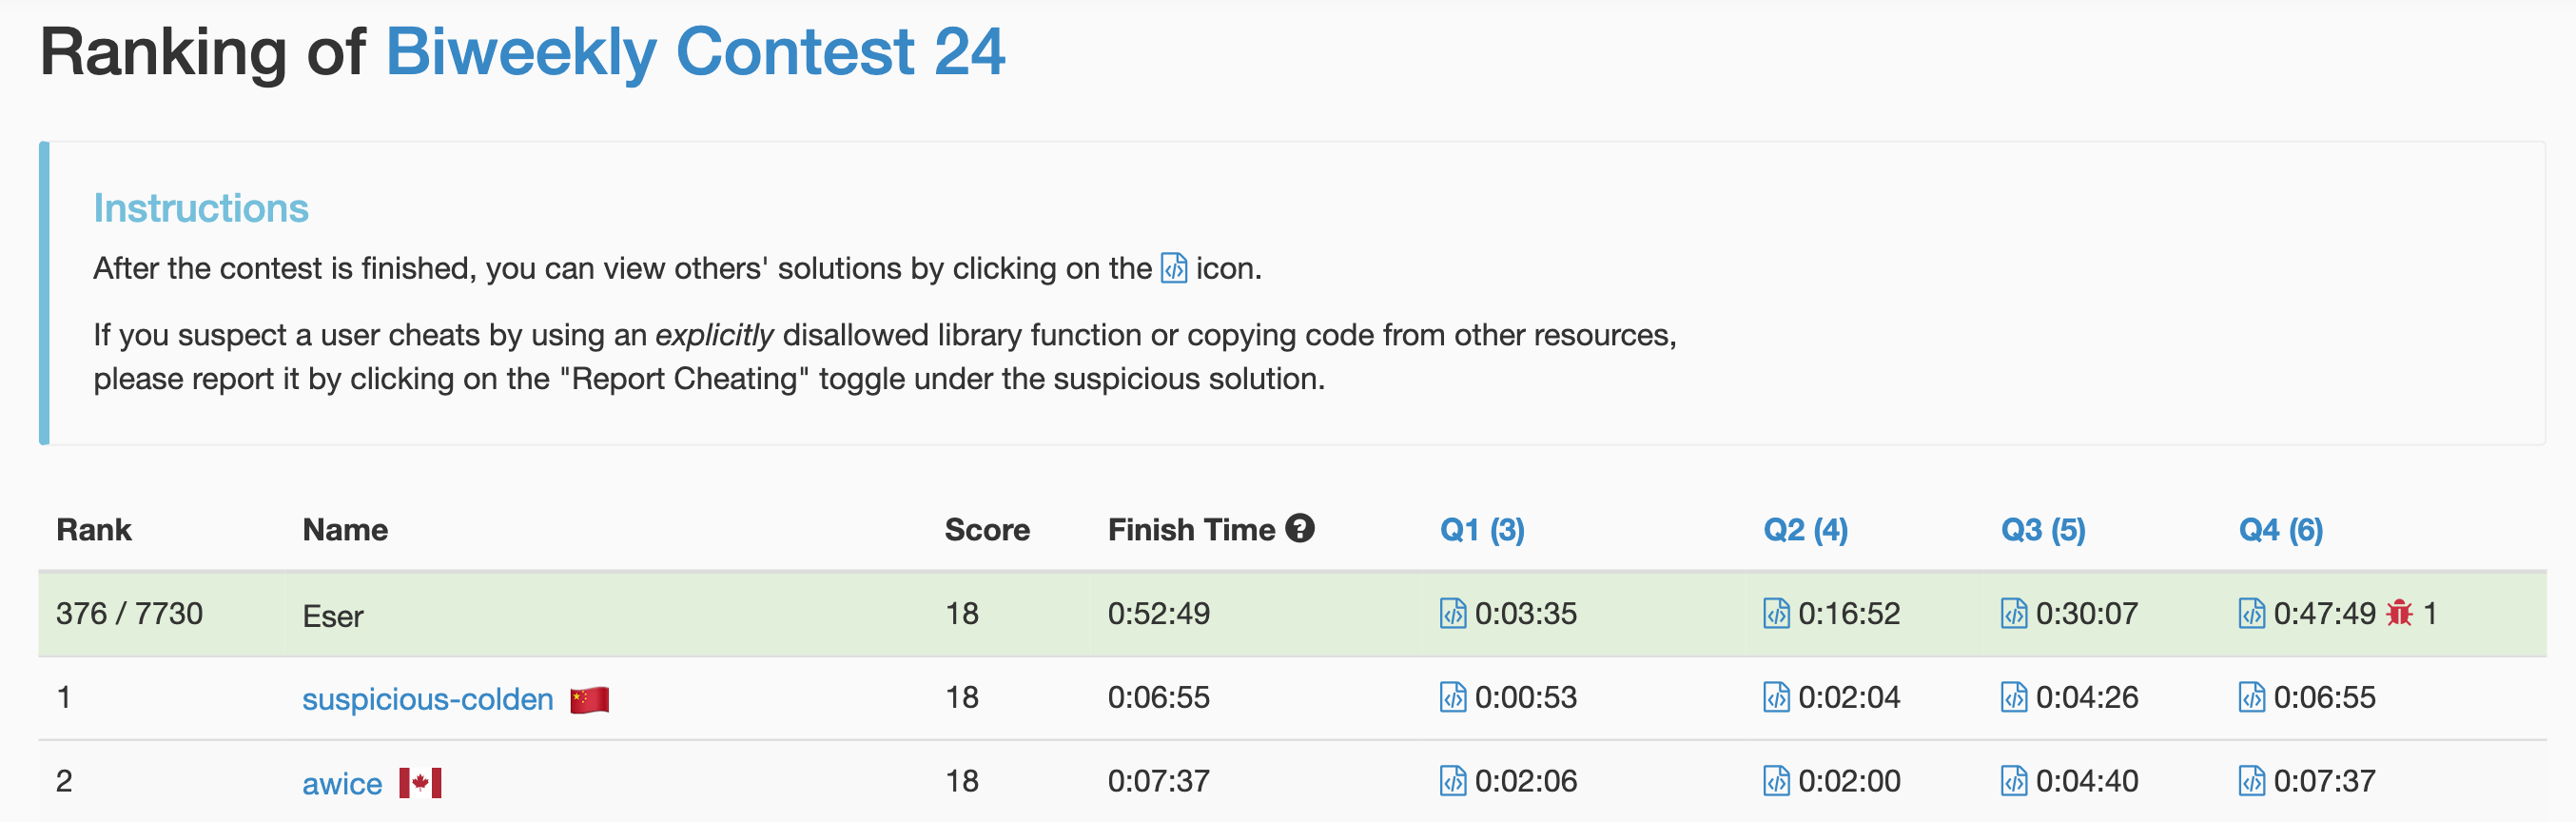 Ranking of Biweekly Contest 24
Instructions
After the contest is finished, you can view others' solutions by clicking on the </> icon.
If you suspect a user cheats by using an explicitly disallowed library function or copying code from other resources,
please report it by clicking on the "Report Cheating" toggle under the suspicious solution.
Rank Name Score Finish Time ? Q1 (3) Q2 (4) Q3 (5) Q4 (6)
376 / 7730 Eser 18 0:52:49 </> 0:03:35 </> 0:16:52 </> 0:30:07 </> 0:47:49 1
1 suspicious-colden 18 0:06:55 </> 0:00:53 </> 0:02:04 </> 0:04:26 </> 0:06:55
2 awice 18 0:07:37 </> 0:02:06 </> 0:02:00 </> 0:04:40 </> 0:07:37